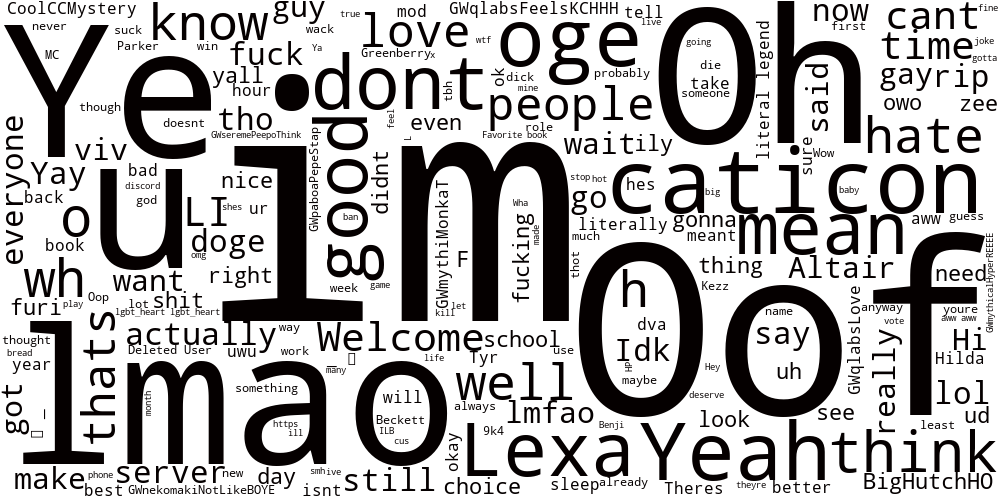 CoolCCMystery
never
know
suck
guy
true
wack
mod
love
GWqlabsFeelsKCHHH
tell
live
Oh
now
first
cant
fine
MC
Ye
Parker
win
fuck
Ya
Greenberryx
wtf
oge
going
literal legend
time
joke
gotta
yall
hour
dont
tbh
ok
dick
mine
probably
die
take
someone
said
gay
rip
though
doesnt
tho
feel
people
owo
zee
everyone
viv
GWseremePeepoThink
good
even
role
Favorite book
L
wait
ily
sure
Wow
hate
Yay
back
bad
discord
god
u
nice
GWpaboaPepeStap
didnt
im
stop
hot
go
hes
caticon
big
baby
o
LI
shes
ur
ban
GWmythiMonkaT
Wha
literally
gonna
mean
aww
guess
book
omg
doge
F
fucking
made
much
meant
wh
want
right
week
game
thot
h
thing
Kezz
Altair
need
GWmythicalHyperREEEE
furi
play
Oop
lot
shit
lgbt_heart
lgbt_heart
let
kill
Oof
dva
name
GWqlabsLove
anyway
youre
aww aww
thought
bread
year
thats
actually
way
Welcome
school
Idk
say
vote
really
Hi
Deleted User
uwu
work
many
life
Tyr
use
HP
maybe
Hey
uh
Hilda
got
lmao
something
will
well
always
deserve
lol
month
https
ill
Beckett
ILB
cus
lmfao
look
see
ud
least
okay
9k4
Benji
Lexa
Yeah
think
make
phone
server
new
day
smh
ive
still
choice
sleep
already
Theres
theyre
better
BigHutchHO
best
GWnekomakiNotLikeBOYE
isnt